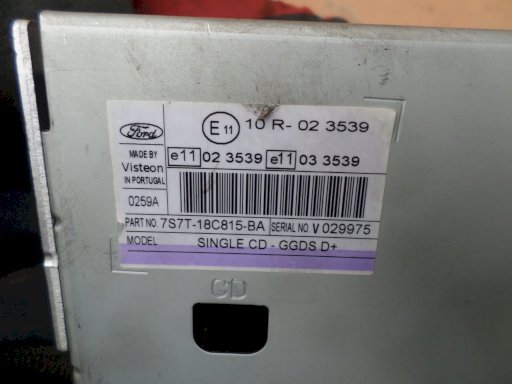 Ford
E 11 10 R- 02 3539
MADE BY
Visteon
IN PORTUGAL
e11 02 3539 e11 03 3539
0259A
PART NO. 7S7T-18C815-BA SERIAL NO. V 029975
MODEL SINGLE CD - GGDS D+
CD